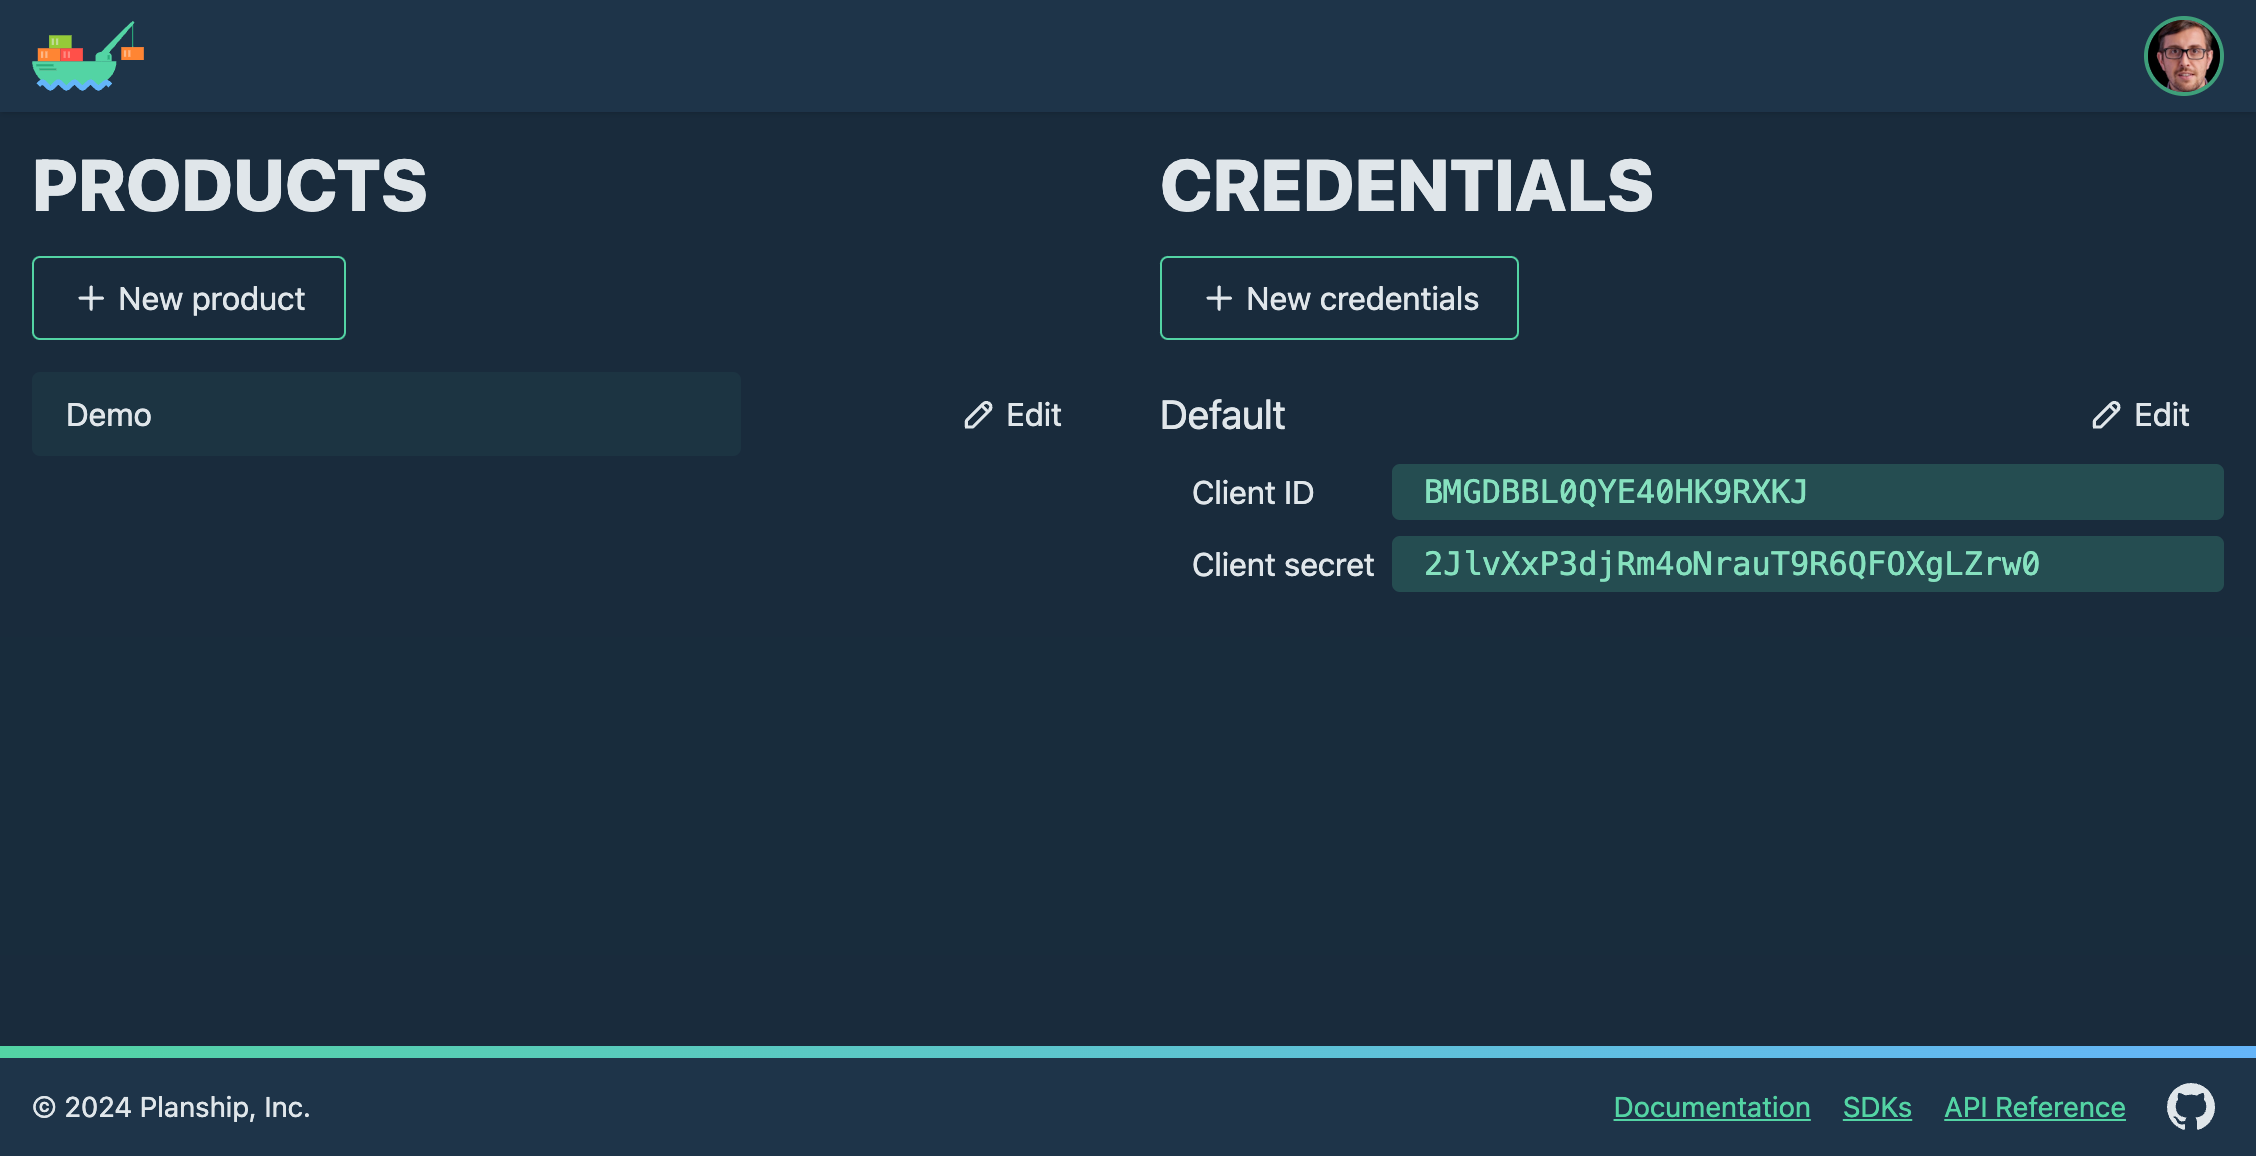 PRODUCTS
New product
Demo
Edit
CREDENTIALS
New credentials
Default
Edit
Client ID
BMGDBBL0QYE40HK9RXKJ
Client secret
2JlvXxP3djRm4oNrauT9R6QFOXgLZrw0
© 2024 Planship, Inc.
Documentation
SDKs
API Reference